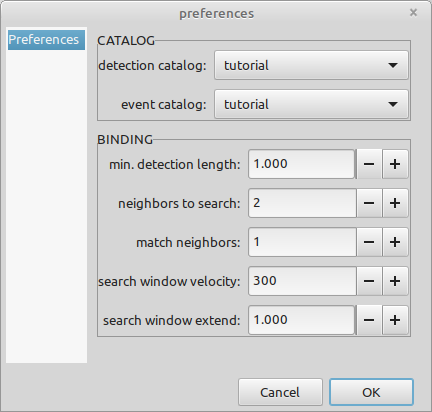 preferences ×
Preferences
CATALOG
detection catalog: tutorial
event catalog: tutorial
BINDING
min. detection length: 1.000 − +
neighbors to search: 2 − +
match neighbors: 1 − +
search window velocity: 300 − +
search window extend: 1.000 − +
Cancel OK